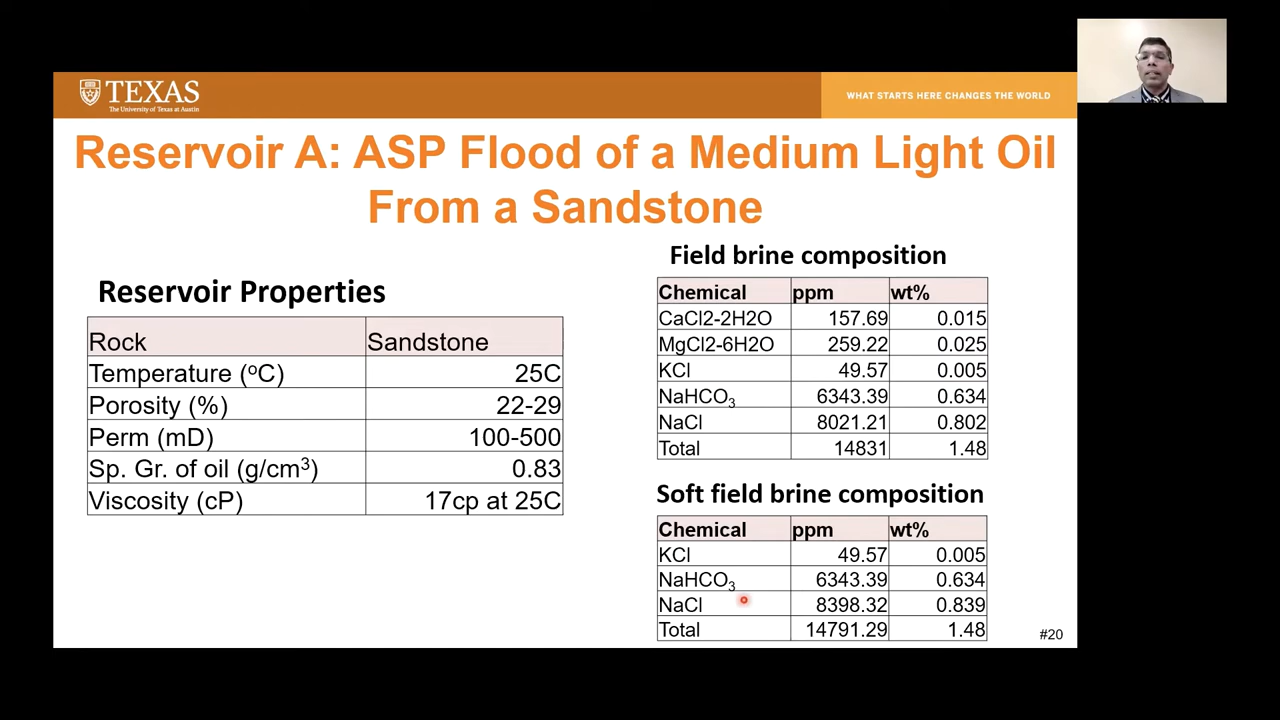 TEXAS
The University of Texas at Austin
WHAT STARTS HERE CHANGES THE WORLD
Reservoir A: ASP Flood of a Medium Light Oil
From a Sandstone
Reservoir Properties
Rock Sandstone
Temperature (oC) 25C
Porosity (%) 22-29
Perm (mD) 100-500
Sp. Gr. of oil (g/cm3) 0.83
Viscosity (cP) 17cp at 25C
Field brine composition
Chemical ppm wt%
CaCl2-2H2O 157.69 0.015
MgCl2-6H2O 259.22 0.025
KCl 49.57 0.005
NaHCO3 6343.39 0.634
NaCl 8021.21 0.802
Total 14831 1.48
Soft field brine composition
Chemical ppm wt%
KCl 49.57 0.005
NaHCO3 6343.39 0.634
NaCl 8398.32 0.839
Total 14791.29 1.48
#20